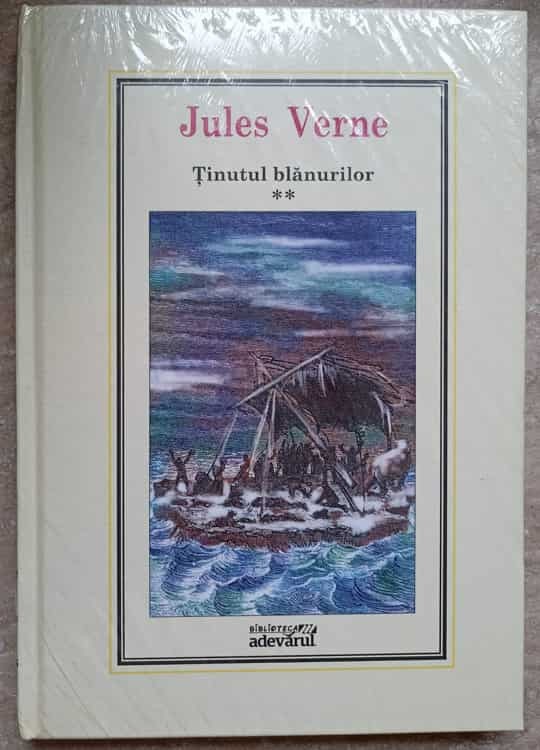 Jules Verne
Ținutul blănurilor
**
BIBLIOTECA
adevărul